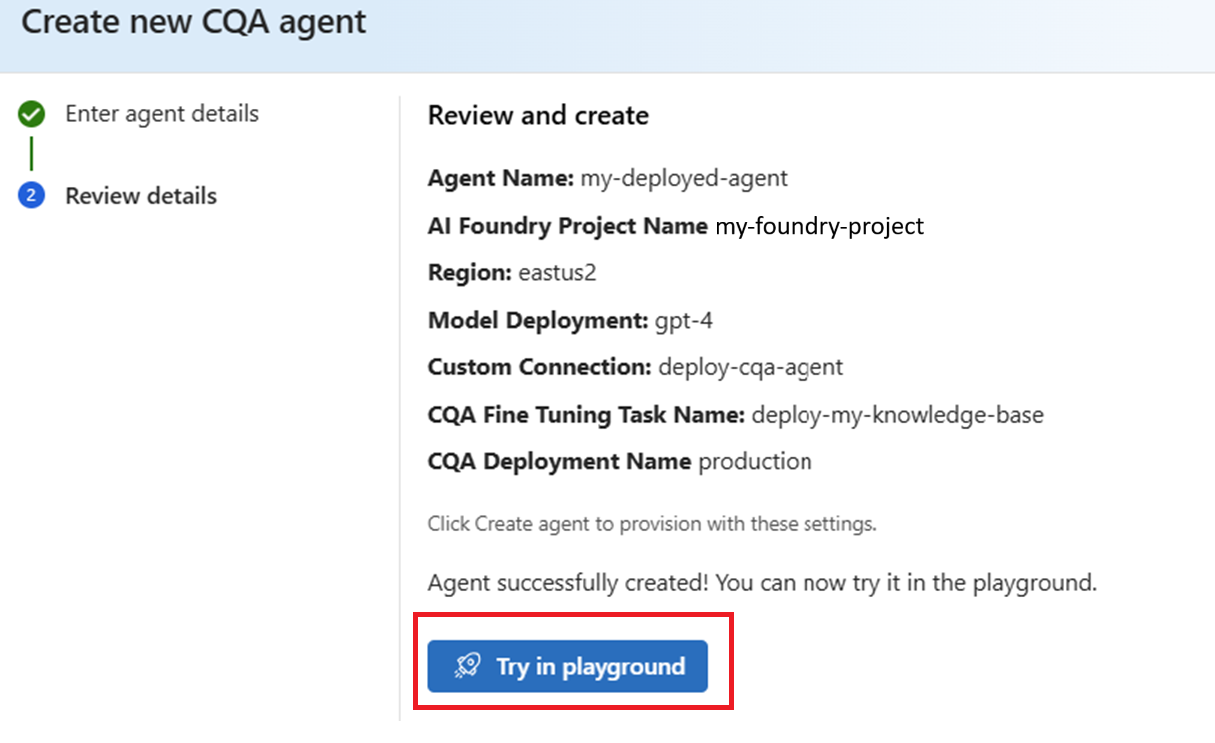 Create new CQA agent
Enter agent details
2
Review details
Review and create
Agent Name: my-deployed-agent
AI Foundry Project Name my-foundry-project
Region: eastus2
Model Deployment: gpt-4
Custom Connection: deploy-cqa-agent
CQA Fine Tuning Task Name: deploy-my-knowledge-base
CQA Deployment Name production
Click Create agent to provision with these settings.
Agent successfully created! You can now try it in the playground.
Try in playground